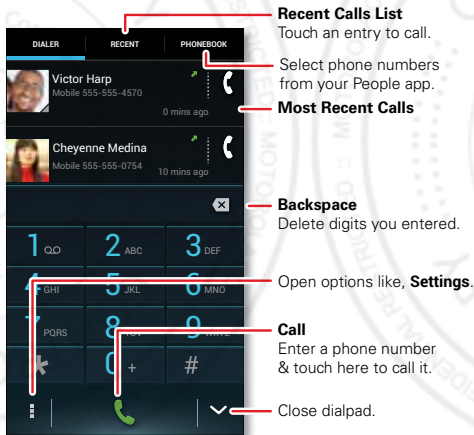 Recent Calls List
Touch an entry to call.
DIALER RECENT PHONEBOOK
Select phone numbers
from your People app.
Victor Harp
Mobile 555-555-4570
0 mins ago
Most Recent Calls
Cheyenne Medina
Mobile 555-555-0754
10 mins ago
Backspace
Delete digits you entered.
1 2 ABC 3 DEF
4 GHI 5 JKL 6 MNO
Open options like, Settings.
7 PQRS 8 9
Call
Enter a phone number
& touch here to call it.
* 0 + #
Close dialpad.